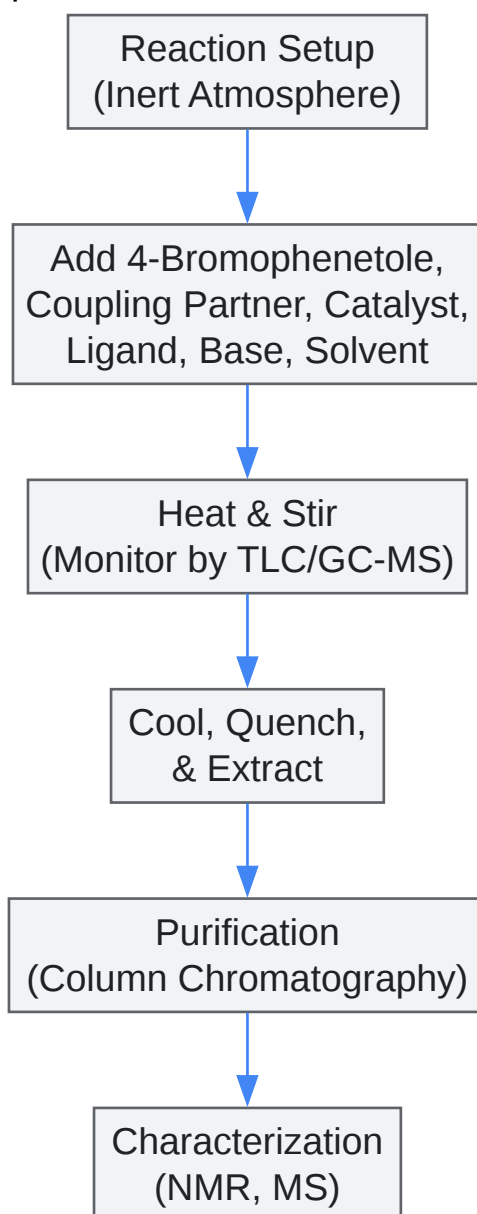 Reaction Setup
(Inert Atmosphere)
Add 4-Bromophenetole,
Coupling Partner, Catalyst,
Ligand, Base, Solvent
Heat & Stir
(Monitor by TLC/GC-MS)
Cool, Quench,
& Extract
Purification
(Column Chromatography)
Characterization
(NMR, MS)